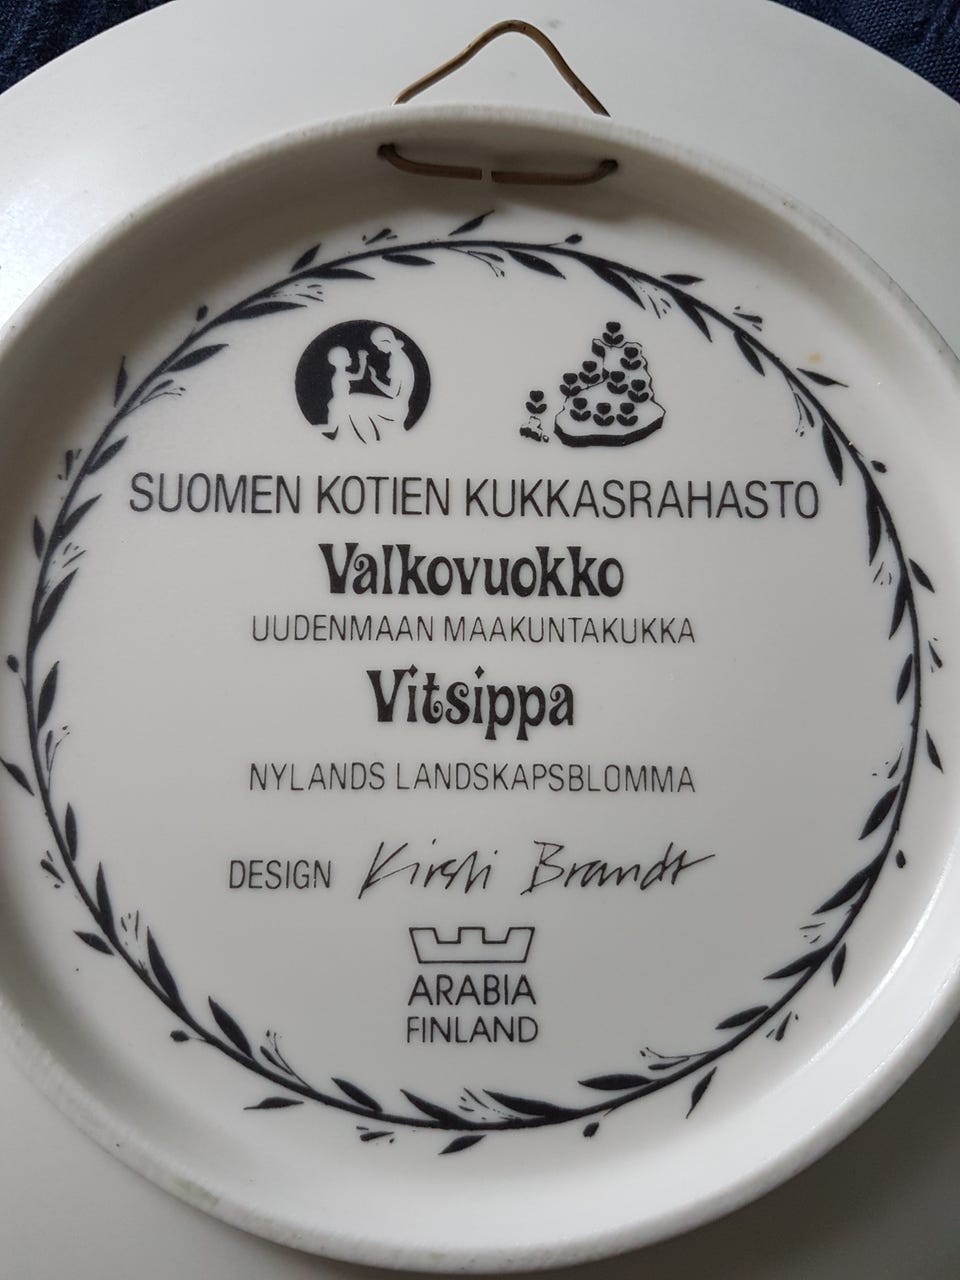 SUOMEN KOTIEN KUKKASRAHASTO
Valkovuokko
UUDENMAAN MAAKUNTAKUKKA
Vitsippa
NYLANDS LANDSKAPSBLOMMA
DESIGN Kirsti Brandt
ARABIA
FINLAND